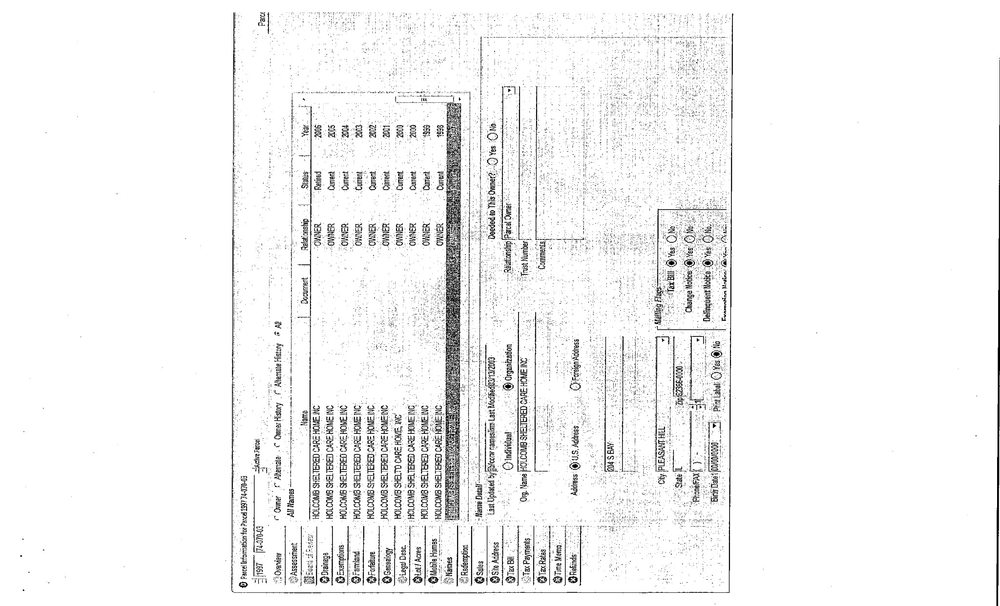 Parcel Information for Parcel 1997 74-070-03
1997 74-070-03 Active Parcel
Parce
Overview
Assessment
Board of Review
Drainage
Exemptions
Farmland
Forfeiture
Genealogy
Legal Desc.
Lot / Acres
Mobile Homes
Names
Redemption
Sales
Site Address
Tax Bill
Tax Payments
Tax Rates
Time Memo
Refunds
Owner Alternate Owner History Alternate History All
All Names
Name Document Relationship Status Year
HOLCOMB SHELTERED CARE HOME INC OWNER Retired 2006
HOLCOMB SHELTERED CARE HOME INC OWNER Current 2005
HOLCOMB SHELTERED CARE HOME INC OWNER Current 2004
HOLCOMB SHELTERED CARE HOME INC OWNER Current 2003
HOLCOMB SHELTERED CARE HOME INC OWNER Current 2002
HOLCOMB SHELTERED CARE HOME INC OWNER Current 2001
HOLCOMB SHELTD CARE HOME, INC OWNER Current 2000
HOLCOMB SHELTERED CARE HOME INC OWNER Current 2000
HOLCOMB SHELTERED CARE HOME INC OWNER Current 1999
HOLCOMB SHELTERED CARE HOME INC OWNER Current 1998
Name Detail
Last Updated by jib/conv names/nm Last Modified 03/13/2003 Deeded to This Owner? Yes No
Individual Organization Relationship Parcel Owner
Org. Name HOLCOMB SHELTERED CARE HOME INC Trust Number
Comments
Address U.S. Address Foreign Address
204 S BAY
City PLEASANT HILL
State IL Zip 62366-0000
Phone/FAX ( ) - 1
Birth Date 00/00/0000 Print Label Yes No
Mailing Flags
Tax Bill Yes No
Change Notice Yes No
Delinquent Notice Yes No
Exemption Notice Yes No